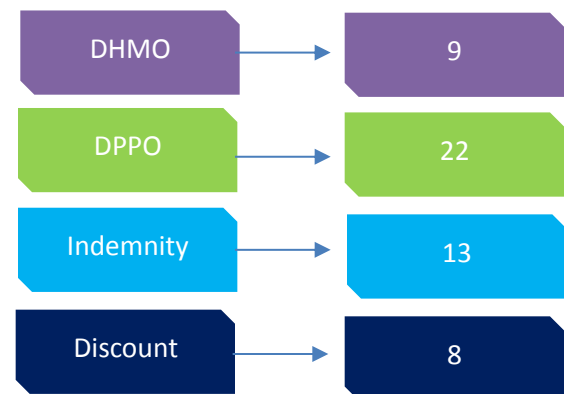 DHMO
9
DPPO
22
Indemnity
13
Discount
8